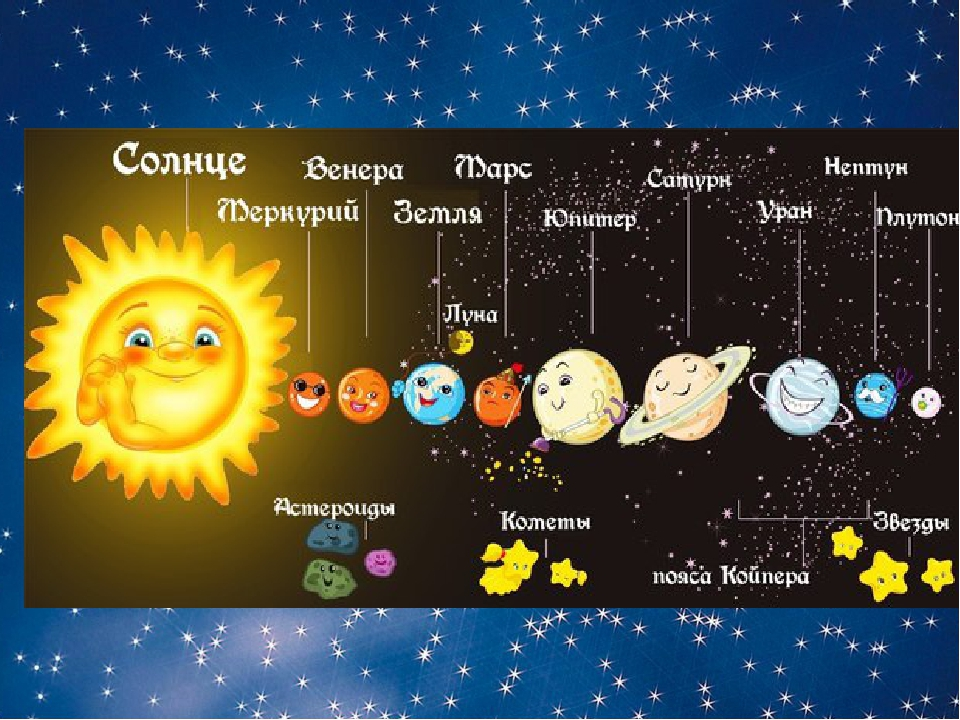 Солнце
Меркурий
Венера
Земля
Луна
Марс
Юпитер
Сатурн
Уран
Нептун
Плутон
Астероиды
Кометы
пояса Койпера
Звезды